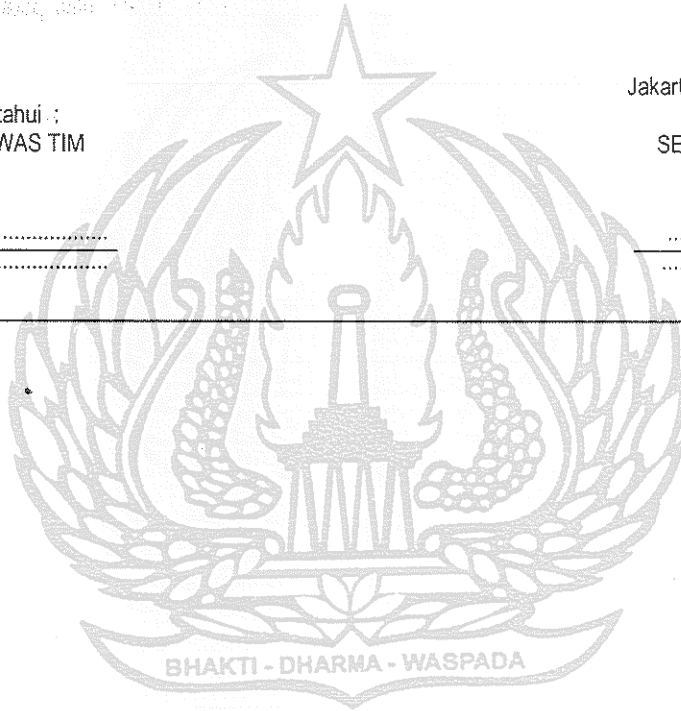 Jakart
tahui :
WAS TIM
SE
....................
....................
BHAKTI - DHARMA - WASPADA